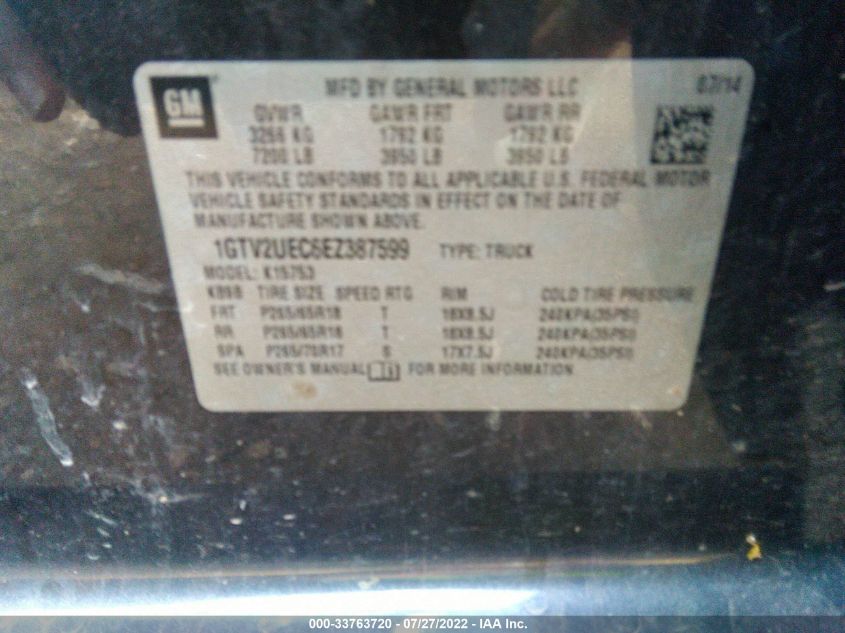 GM
MFD BY GENERAL MOTORS LLC 07/14
GVWR GAWR FRT GAWR RR
3266 KG 1792 KG 1792 KG
7200 LB 3950 LB 3950 LB
THIS VEHICLE CONFORMS TO ALL APPLICABLE U.S. FEDERAL MOTOR
VEHICLE SAFETY STANDARDS IN EFFECT ON THE DATE OF
MANUFACTURE SHOWN ABOVE.
1GTV2UEC6EZ387599 TYPE: TRUCK
MODEL: K15753
TIRE SIZE SPEED RTG RIM COLD TIRE PRESSURE
FRT P265/65R18 T 18X8.5J 240KPA(35PSI)
RR P265/65R18 T 18X8.5J 240KPA(35PSI)
SPA P265/70R17 S 17X7.5J 240KPA(35PSI)
SEE OWNER'S MANUAL FOR MORE INFORMATION
000-33763720 - 07/27/2022 - IAA Inc.